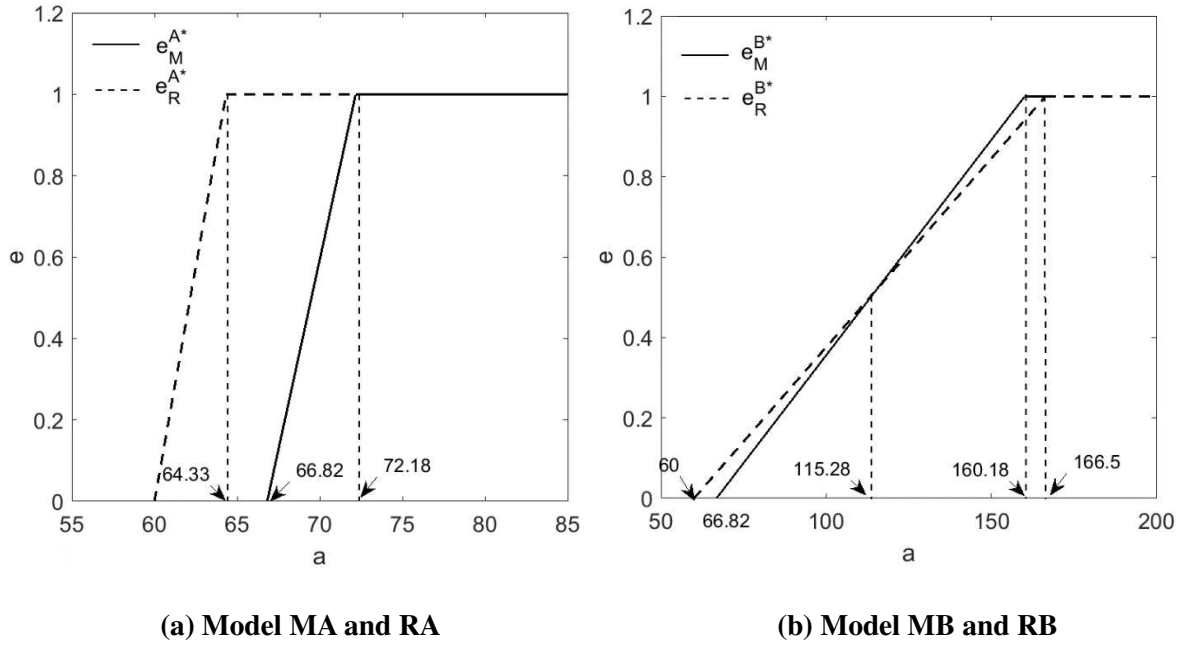 1.2
1
0.8
0.6
0.4
0.2
0
e
e_M^{A*}
e_R^{A*}
64.33
66.82
72.18
55 60 65 70 75 80 85
a
(a) Model MA and RA
1.2
1
0.8
0.6
0.4
0.2
0
e
e_M^{B*}
e_R^{B*}
60
66.82
115.28
160.18
166.5
50 100 150 200
a
(b) Model MB and RB